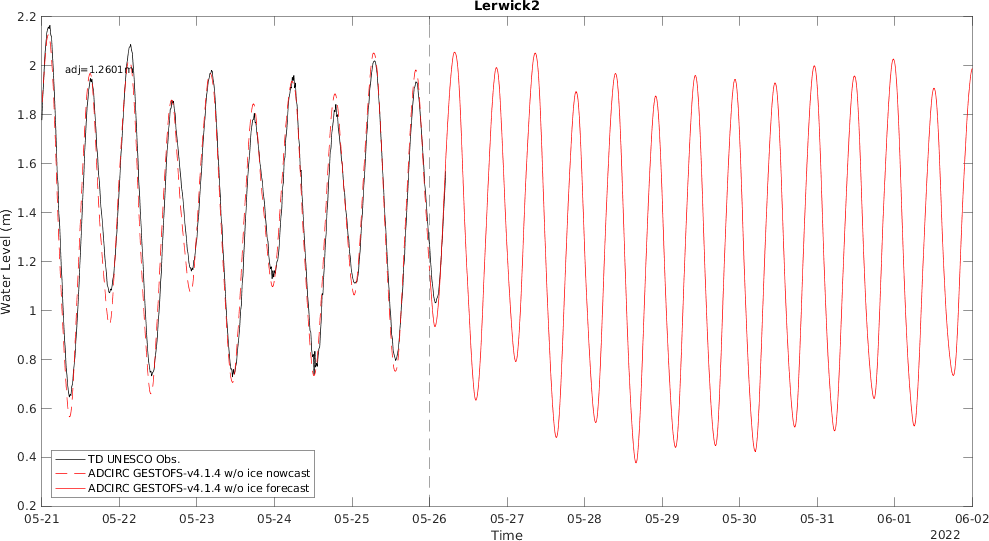 Lerwick2
2.2
2
1.8
1.6
1.4
1.2
1
0.8
0.6
0.4
0.2
Water Level (m)
adj=1.2601m
TD UNESCO Obs.
ADCIRC GESTOFS-v4.1.4 w/o ice nowcast
ADCIRC GESTOFS-v4.1.4 w/o ice forecast
05-21 05-22 05-23 05-24 05-25 05-26 05-27 05-28 05-29 05-30 05-31 06-01 06-02
Time
2022